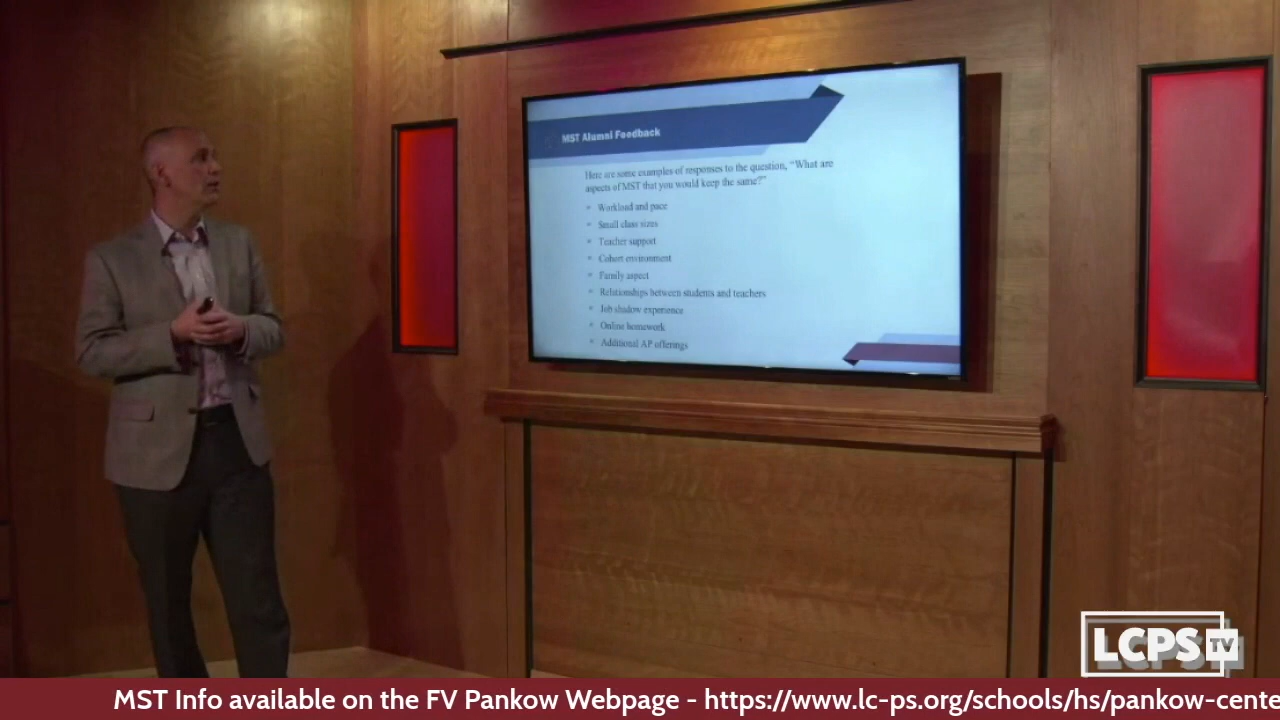 MST Alumni Feedback
Here are some examples of responses to the question, "What are
aspects of MST that you would keep the same?"
Workload and pace
Small class sizes
Teacher support
Cohort environment
Family aspect
Relationships between students and teachers
Job shadow experience
Online homework
Additional AP offerings
LCPS TV
MST Info available on the FV Pankow Webpage - https://www.lc-ps.org/schools/hs/pankow-cente